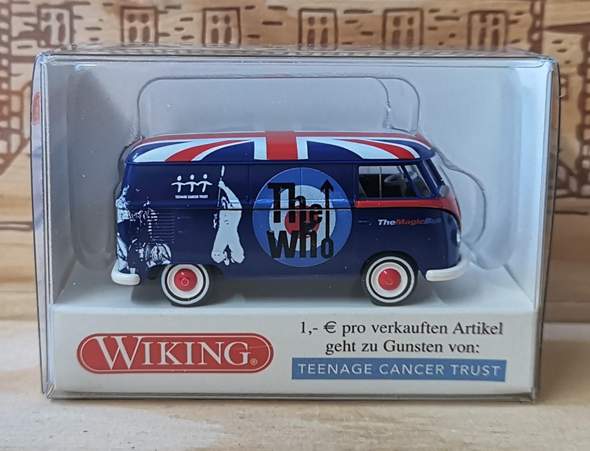 TEENAGE CANCER TRUST
The
Who
TheMagicBus
WIKING®
1,- € pro verkauften Artikel
geht zu Gunsten von:
TEENAGE CANCER TRUST